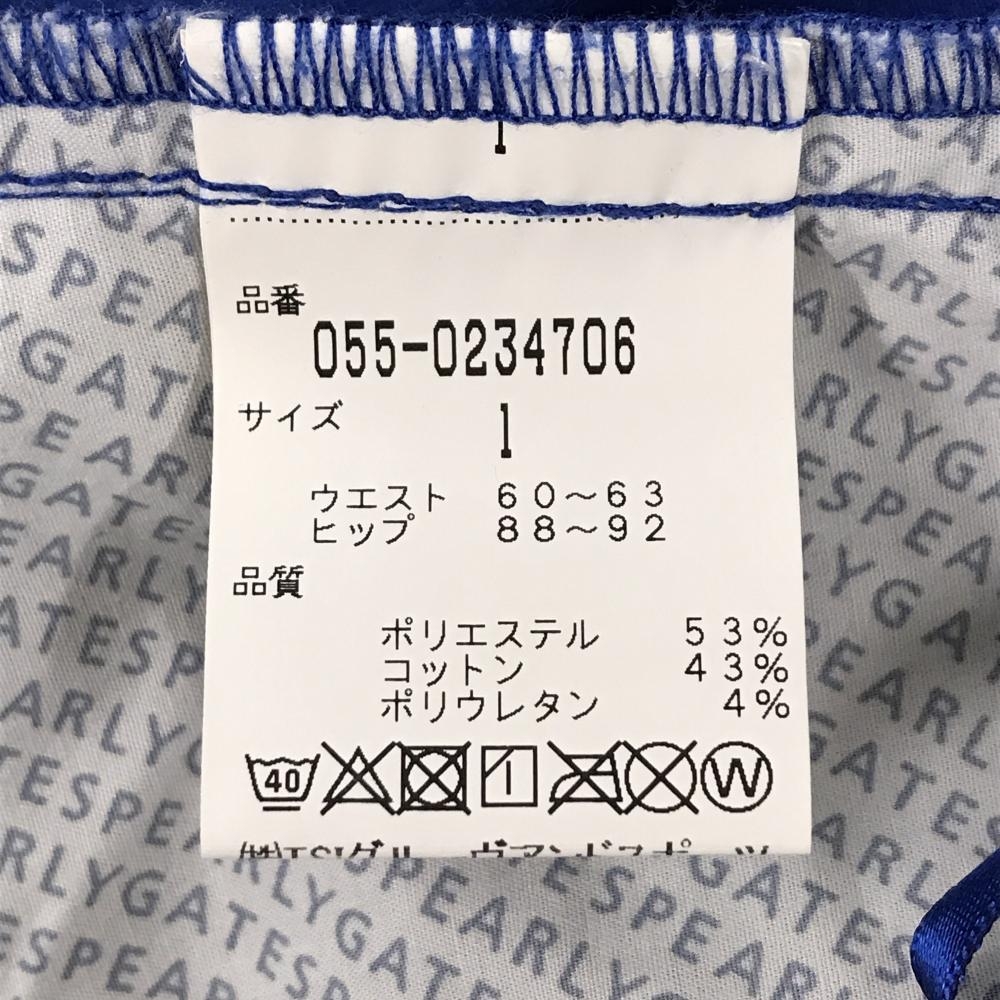 1
品番
055-0234706
サイズ
1
ウエスト 60～63
ヒップ 88～92
品質
ポリエステル 53%
コットン 43%
ポリウレタン 4%
40 W
PEARLYGATES